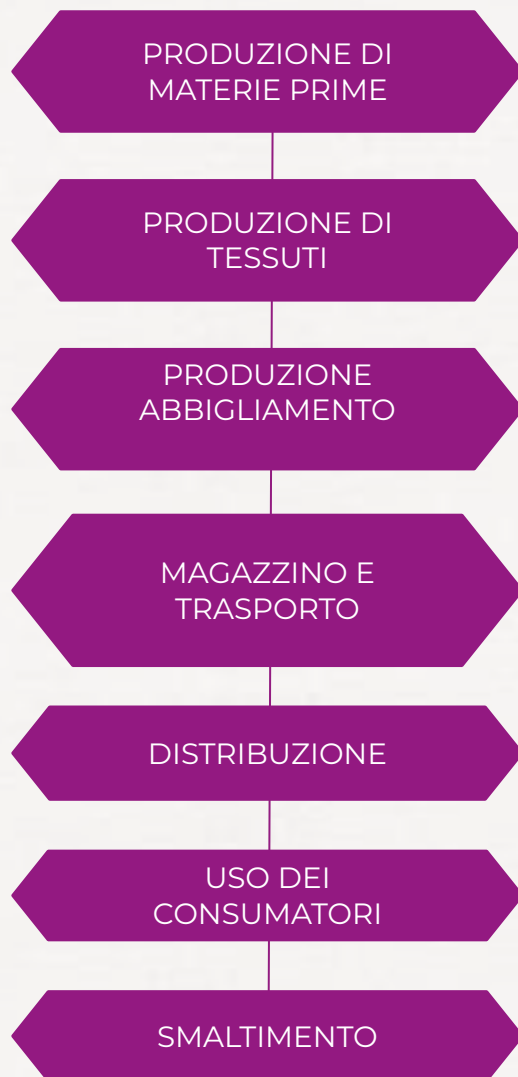 PRODUZIONE DI
MATERIE PRIME
PRODUZIONE DI
TESSUTI
PRODUZIONE
ABBIGLIAMENTO
MAGAZZINO E
TRASPORTO
DISTRIBUZIONE
USO DEI
CONSUMATORI
SMALTIMENTO